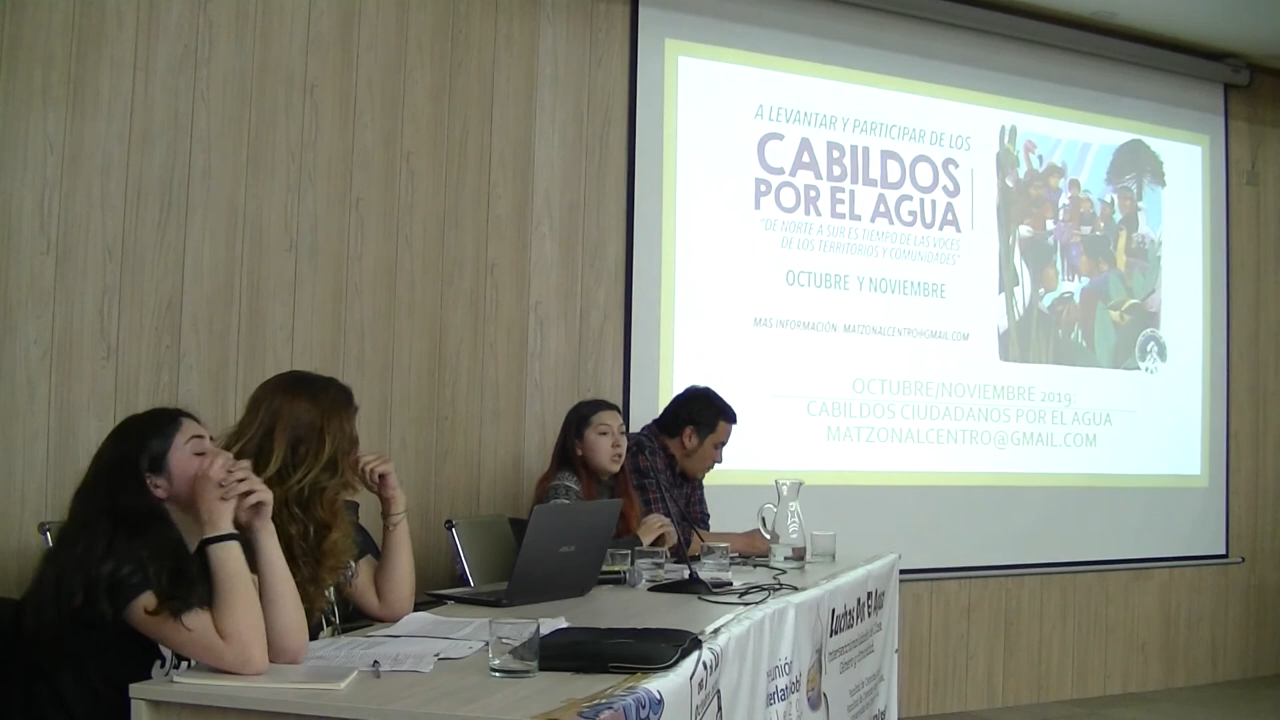 A LEVANTAR Y PARTICIPAR DE LOS
CABILDOS
POR EL AGUA
"DE NORTE A SUR ES TIEMPO DE LAS VOCES
DE LOS TERRITORIOS Y COMUNIDADES"
OCTUBRE Y NOVIEMBRE
MAS INFORMACIÓN: MATZONALCENTRO@GMAIL.COM
OCTUBRE/NOVIEMBRE 2019:
CABILDOS CIUDADANOS POR EL AGUA
MATZONALCENTRO@GMAIL.COM
ASUS
Luchas Por El Agua